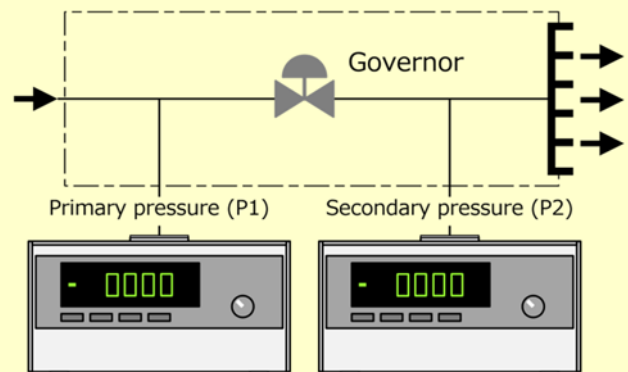 Governor
Primary pressure (P1)
Secondary pressure (P2)
- 0000
- 0000